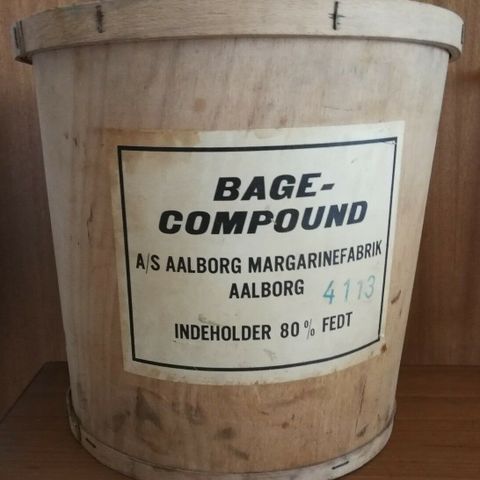 BAGE-
COMPOUND
A/S AALBORG MARGARINEFABRIK
AALBORG 4113
INDEHOLDER 80% FEDT